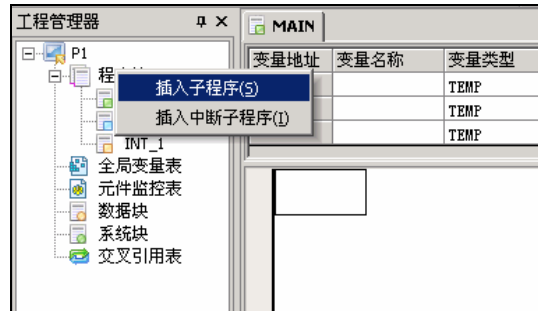 工程管理器
MAIN
P1
变量地址 变量名称 变量类型
程
插入子程序(S)
TEMP
插入中断子程序(I)
TEMP
INT_1
TEMP
全局变量表
元件监控表
数据块
系统块
交叉引用表